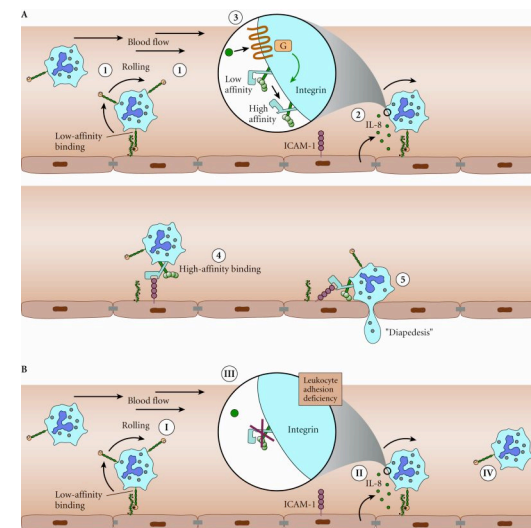 A
Blood flow
3
G
1
Rolling
1
Low
affinity
High
affinity
Integrin
2
IL-8
Low-affinity
binding
ICAM-1
4
High-affinity binding
5
"Diapedesis"
B
Blood flow
III
Leukocyte
adhesion
deficiency
Rolling
I
Integrin
II
IV
IL-8
Low-affinity
binding
ICAM-1